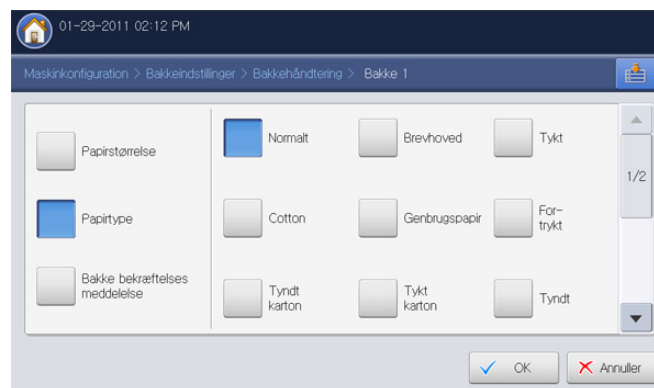 01-29-2011 02:12 PM
Maskinkonfiguration > Bakkeindstillinger > Bakkehåndtering > Bakke 1
Papirstørrelse
Normalt
Brevhoved
Tykt
1/2
Papirtype
Cotton
Genbrugspapir
For-
trykt
Bakke bekræftelses
meddelelse
Tyndt
karton
Tykt
karton
Tyndt
OK
Annuller